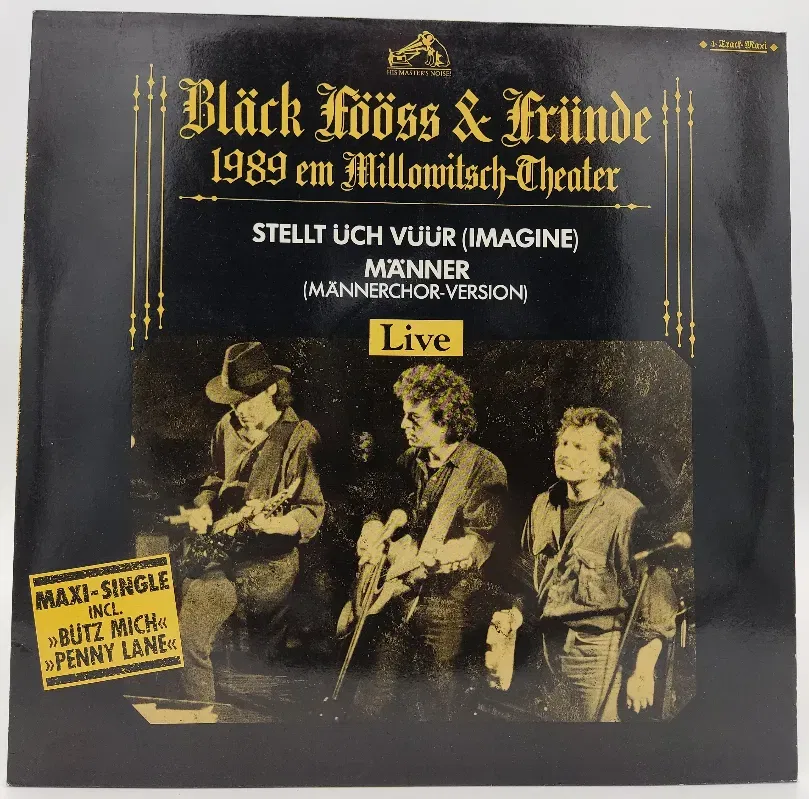 HIS MASTER'S NOISE!
4-Track-Maxi
Bläck Fööss & Fründe
1989 em Millowitsch-Theater
STELLT ÜCH VÜÜR (IMAGINE)
MÄNNER
(MÄNNERCHOR-VERSION)
Live
MAXI-SINGLE
INCL.
»BÜTZ MICH«
»PENNY LANE«